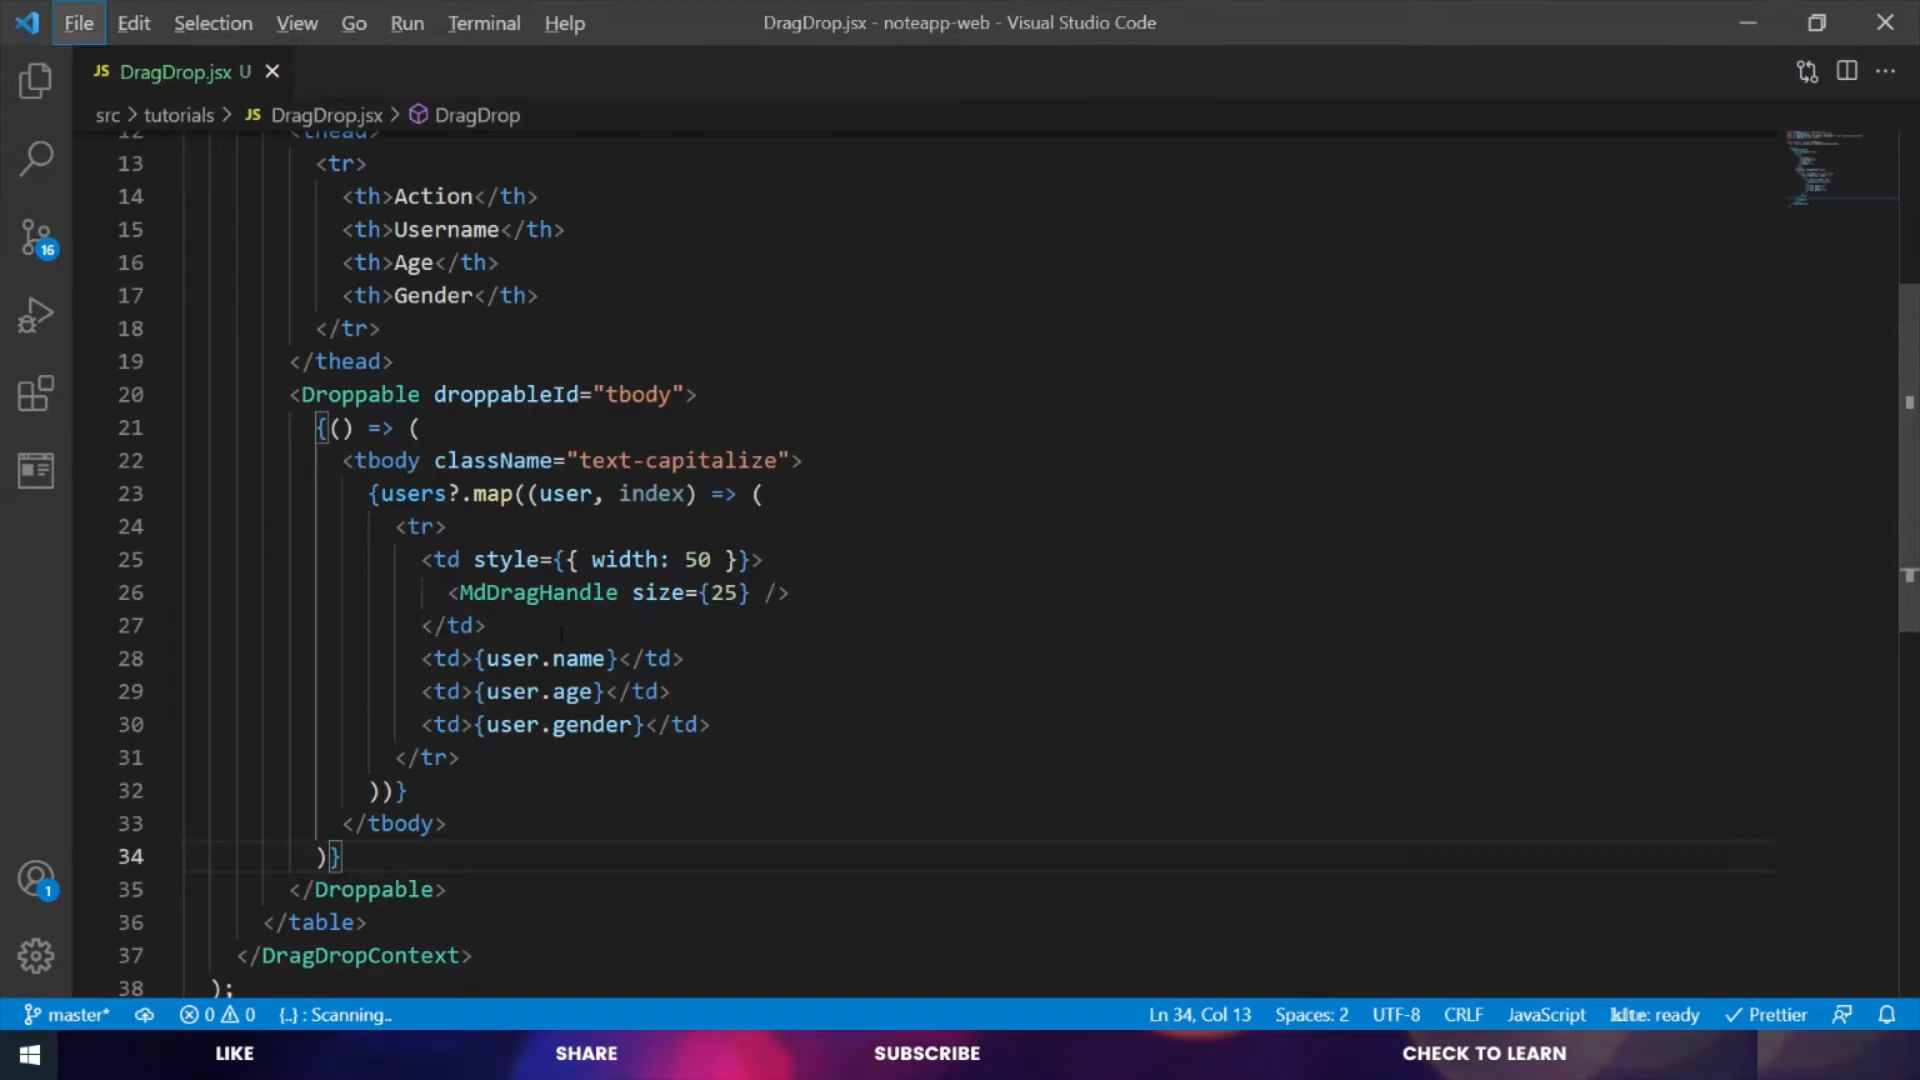 File Edit Selection View Go Run Terminal Help DragDrop.jsx - noteapp-web - Visual Studio Code
JS DragDrop.jsx U
src > tutorials > JS DragDrop.jsx > DragDrop
12 <thead>
13 <tr>
14 <th>Action</th>
15 <th>Username</th>
16 <th>Age</th>
17 <th>Gender</th>
18 </tr>
19 </thead>
20 <Droppable droppableId="tbody">
21 {() => (
22 <tbody className="text-capitalize">
23 {users?.map((user, index) => (
24 <tr>
25 <td style={{ width: 50 }}>
26 <MdDragHandle size={25} />
27 </td>
28 <td>{user.name}</td>
29 <td>{user.age}</td>
30 <td>{user.gender}</td>
31 </tr>
32 ))}
33 </tbody>
34 )}
35 </Droppable>
36 </table>
37 </DragDropContext>
38 );
16
1
master* 0 0 {..} : Scanning.. Ln 34, Col 13 Spaces: 2 UTF-8 CRLF JavaScript kite: ready Prettier
LIKE SHARE SUBSCRIBE CHECK TO LEARN